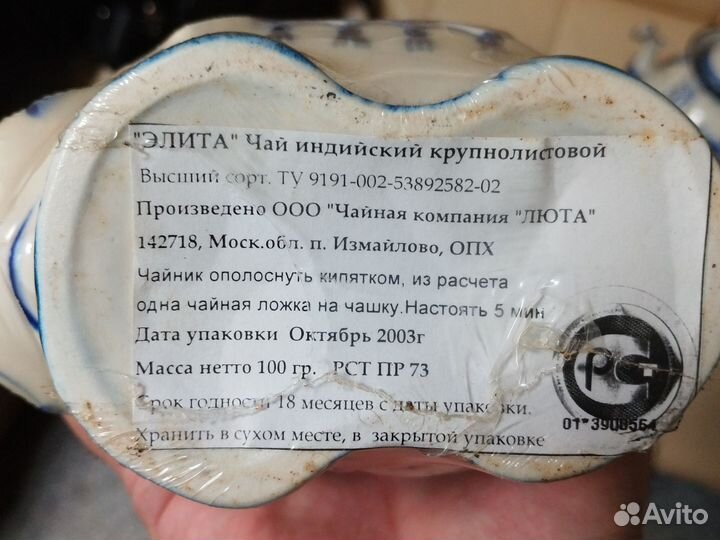 "ЭЛИТА" Чай индийский крупнолистовой
Высший сорт. ТУ 9191-002-53892582-02
Произведено ООО "Чайная компания "ЛЮТА"
142718, Моск.обл. п. Измайлово, ОПХ
Чайник ополоснуть кипятком, из расчета
одна чайная ложка на чашку.Настоять 5 мин
Дата упаковки Октябрь 2003г
Масса нетто 100 гр. РСТ ПР 73
Срок годности 18 месяцев с даты упаковки.
Хранить в сухом месте, в закрытой упаковке
РСТ
01*3900564
Avito